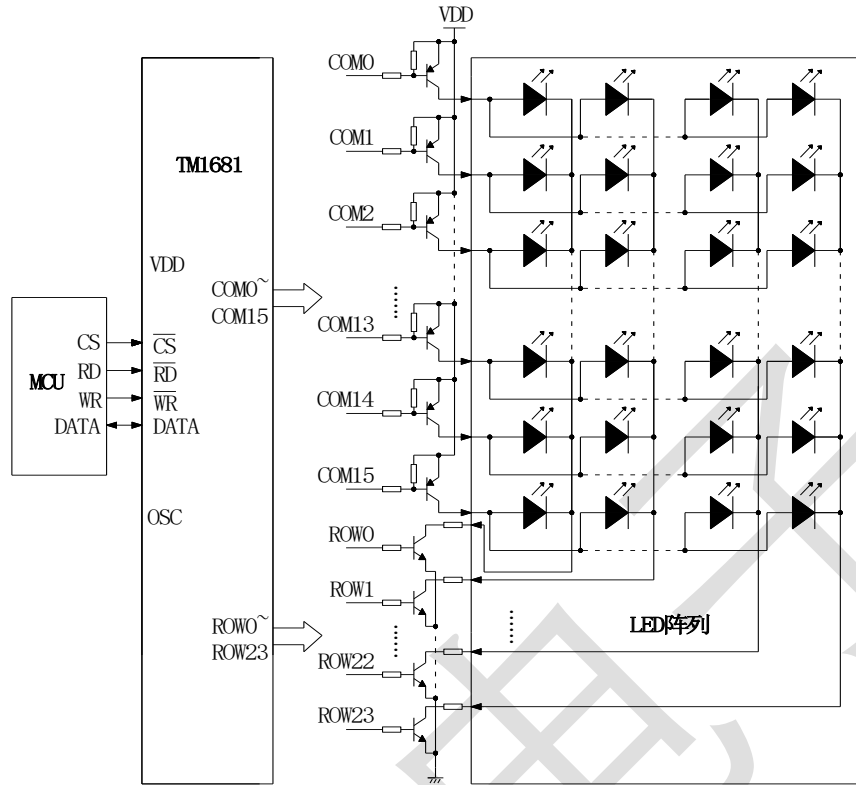 VDD
COM0
COM1
COM2
COM13
COM14
COM15
ROW0
ROW1
ROW22
ROW23
TM1681
VDD
COM0~
COM15
CS
RD
WR
DATA
OSC
ROW0~
ROW23
MCU
CS
RD
WR
DATA
LED阵列